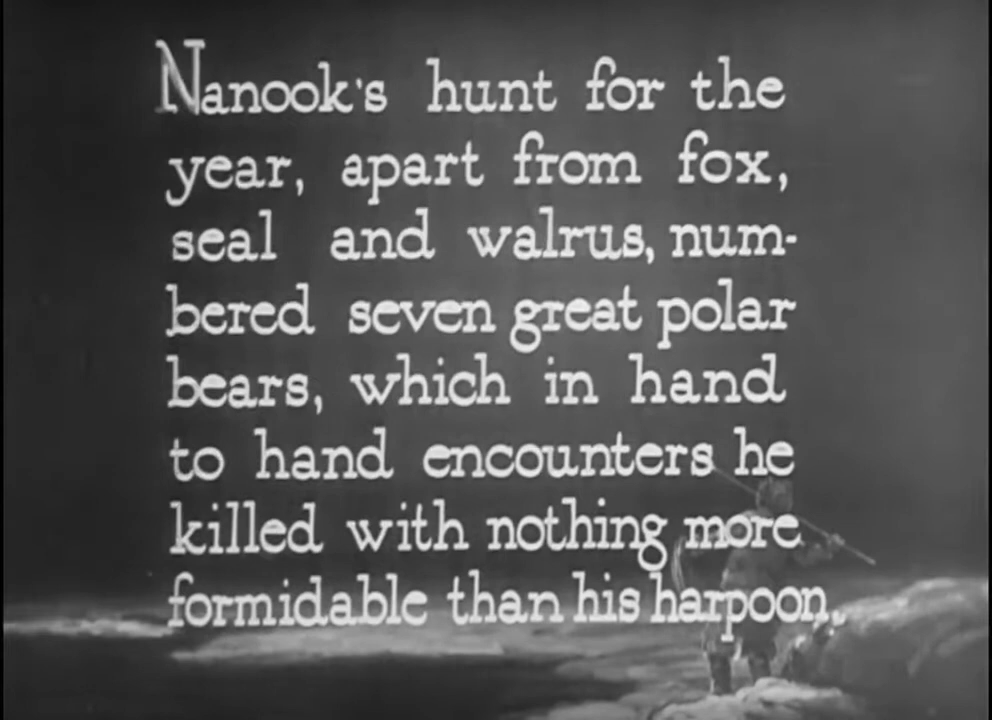 Nanook's hunt for the
year, apart from fox,
seal and walrus, num-
bered seven great polar
bears, which in hand
to hand encounters he
killed with nothing more
formidable than his harpoon.